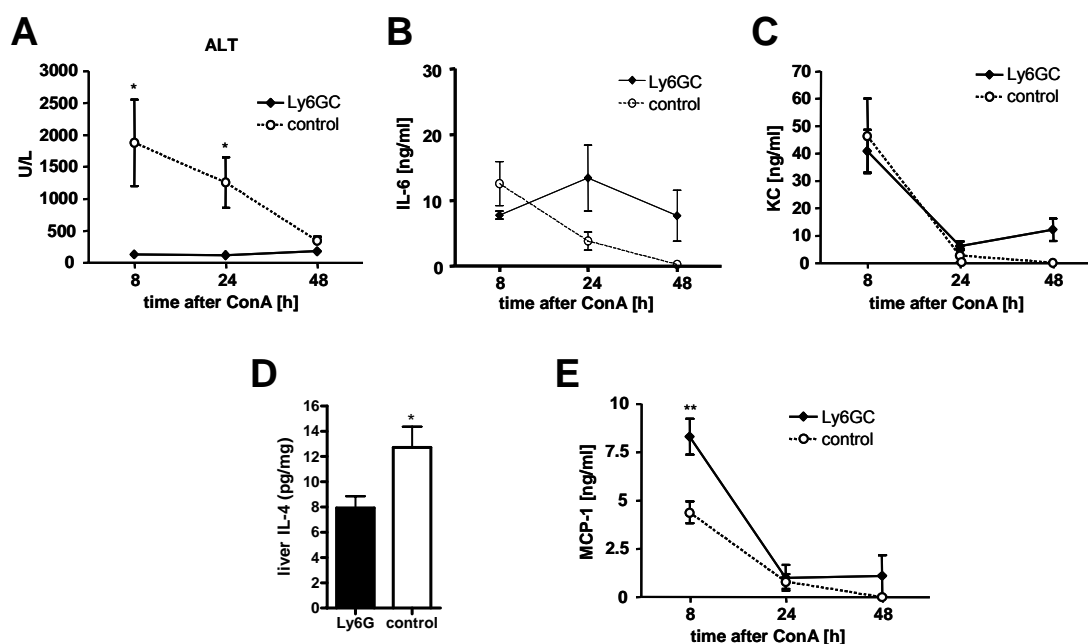 A
ALT
3000
2500
2000
1500
1000
500
0
U/L
*
*
Ly6GC
control
8
24
48
time after ConA [h]
B
30
20
10
0
IL-6 [ng/ml]
Ly6GC
control
8
24
48
time after ConA [h]
C
70
60
50
40
30
20
10
0
KC [ng/ml]
Ly6GC
control
8
24
48
time after ConA [h]
D
16
14
12
10
8
6
4
2
0
liver IL-4 (pg/mg)
*
Ly6G
control
E
10
7.5
5
2.5
0
MCP-1 [ng/ml]
**
Ly6GC
control
8
24
48
time after ConA [h]